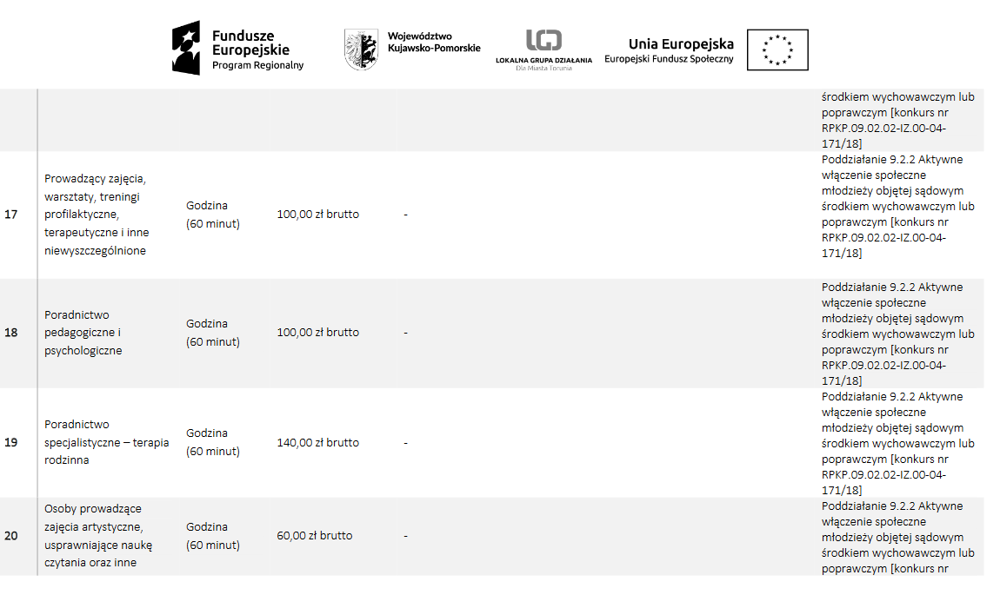 Fundusze
Europejskie
Program Regionalny
Województwo
Kujawsko-Pomorskie
LGD
LOKALNA GRUPA DZIAŁANIA
Dla Miasta Torunia
Unia Europejska
Europejski Fundusz Społeczny
środkiem wychowawczym lub
poprawczym [konkurs nr
RPKP.09.02.02-IZ.00-04-
171/18]
17
Prowadzący zajęcia,
warsztaty, treningi
profilaktyczne,
terapeutyczne i inne
niewyszczególnione
Godzina
(60 minut)
100,00 zł brutto
-
Poddziałanie 9.2.2 Aktywne
włączenie społeczne
młodzieży objętej sądowym
środkiem wychowawczym lub
poprawczym [konkurs nr
RPKP.09.02.02-IZ.00-04-
171/18]
18
Poradnictwo
pedagogiczne i
psychologiczne
Godzina
(60 minut)
100,00 zł brutto
-
Poddziałanie 9.2.2 Aktywne
włączenie społeczne
młodzieży objętej sądowym
środkiem wychowawczym lub
poprawczym [konkurs nr
RPKP.09.02.02-IZ.00-04-
171/18]
19
Poradnictwo
specjalistyczne – terapia
rodzinna
Godzina
(60 minut)
140,00 zł brutto
-
Poddziałanie 9.2.2 Aktywne
włączenie społeczne
młodzieży objętej sądowym
środkiem wychowawczym lub
poprawczym [konkurs nr
RPKP.09.02.02-IZ.00-04-
171/18]
20
Osoby prowadzące
zajęcia artystyczne,
usprawniające naukę
czytania oraz inne
Godzina
(60 minut)
60,00 zł brutto
-
Poddziałanie 9.2.2 Aktywne
włączenie społeczne
młodzieży objętej sądowym
środkiem wychowawczym lub
poprawczym [konkurs nr